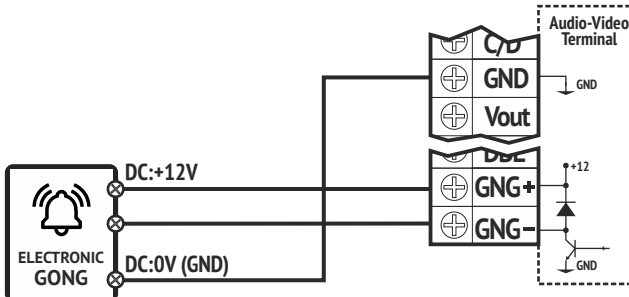 Audio-Video
Terminal
C/D
GND
GND
Vout
DC:+12V
+12
GNG+
GNG-
ELECTRONIC
GONG
DC:0V (GND)
GND